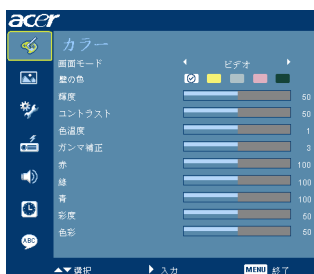 acer
カラー
画面モード ビデオ
壁の色
輝度 50
コントラスト 50
色温度 1
ガンマ補正 3
赤 100
緑 100
青 100
彩度 50
色彩 50
ABC
選択 入力 MENU 終了